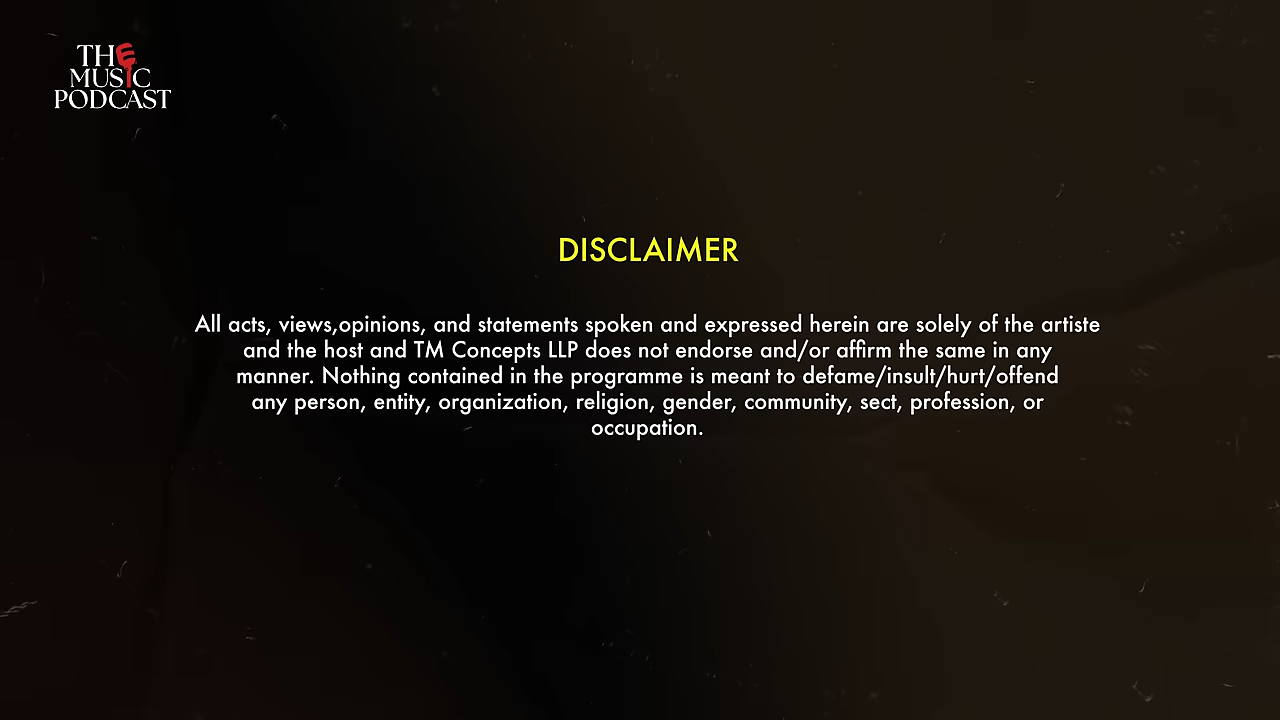 THE
MUSIC
PODCAST
DISCLAIMER
All acts, views,opinions, and statements spoken and expressed herein are solely of the artiste
and the host and TM Concepts LLP does not endorse and/or affirm the same in any
manner. Nothing contained in the programme is meant to defame/insult/hurt/offend
any person, entity, organization, religion, gender, community, sect, profession, or
occupation.